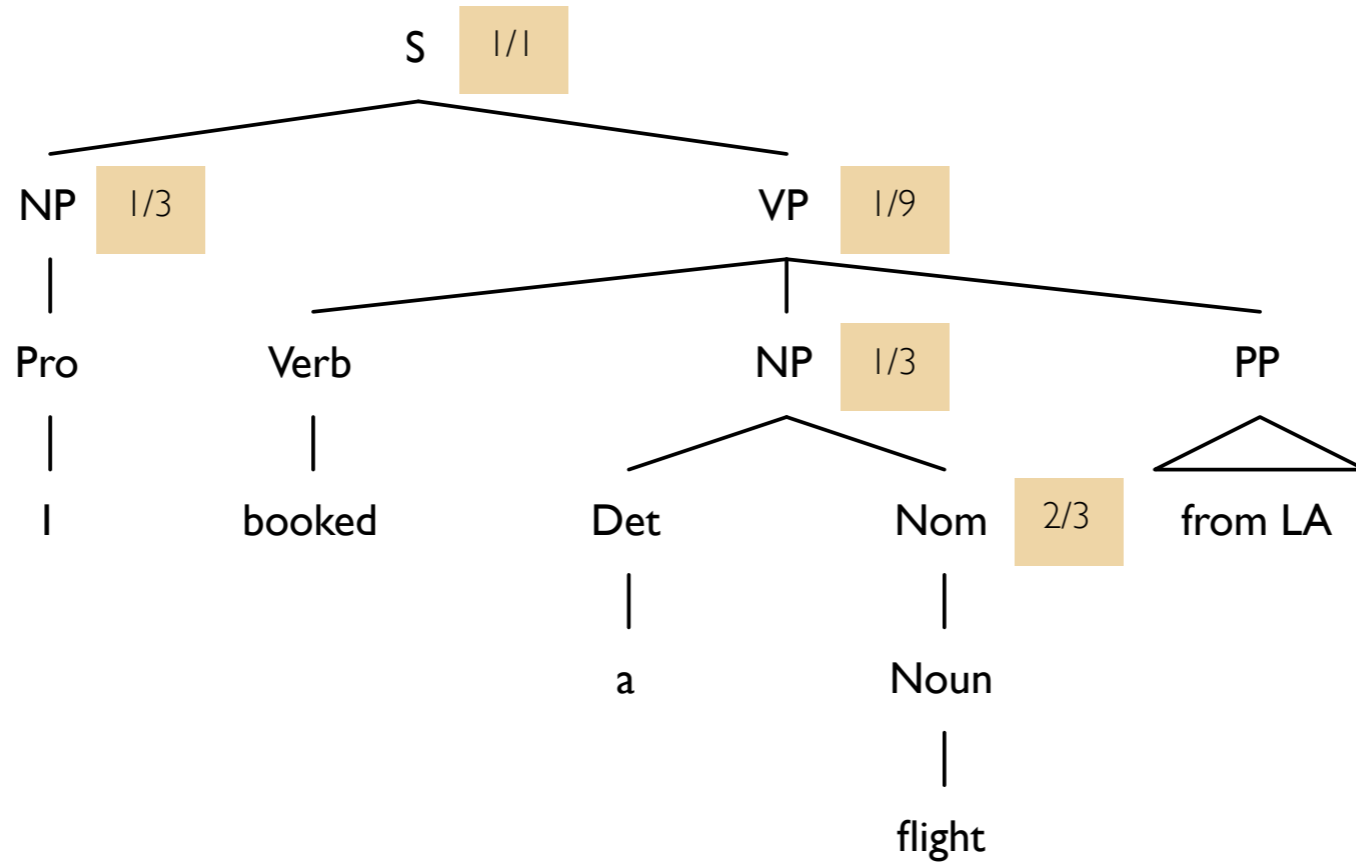 S 1/1
NP 1/3 VP 1/9
Pro Verb NP 1/3 PP
I booked Det Nom 2/3 from LA
a Noun
flight